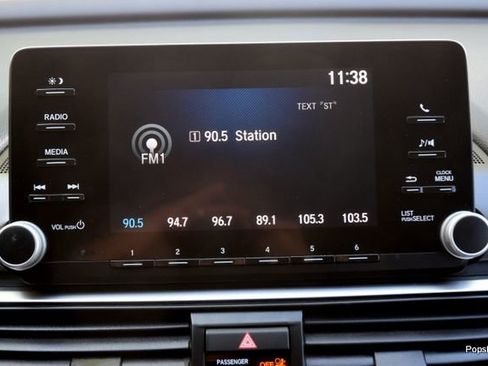 11:38
TEXT "ST"
RADIO
1 90.5 Station
FM1
MEDIA
CLOCK
MENU
VOL PUSH
LIST
PUSH SELECT
90.5 94.7 96.7 89.1 105.3 103.5
1 2 3 4 5 6
PASSENGER
OFF